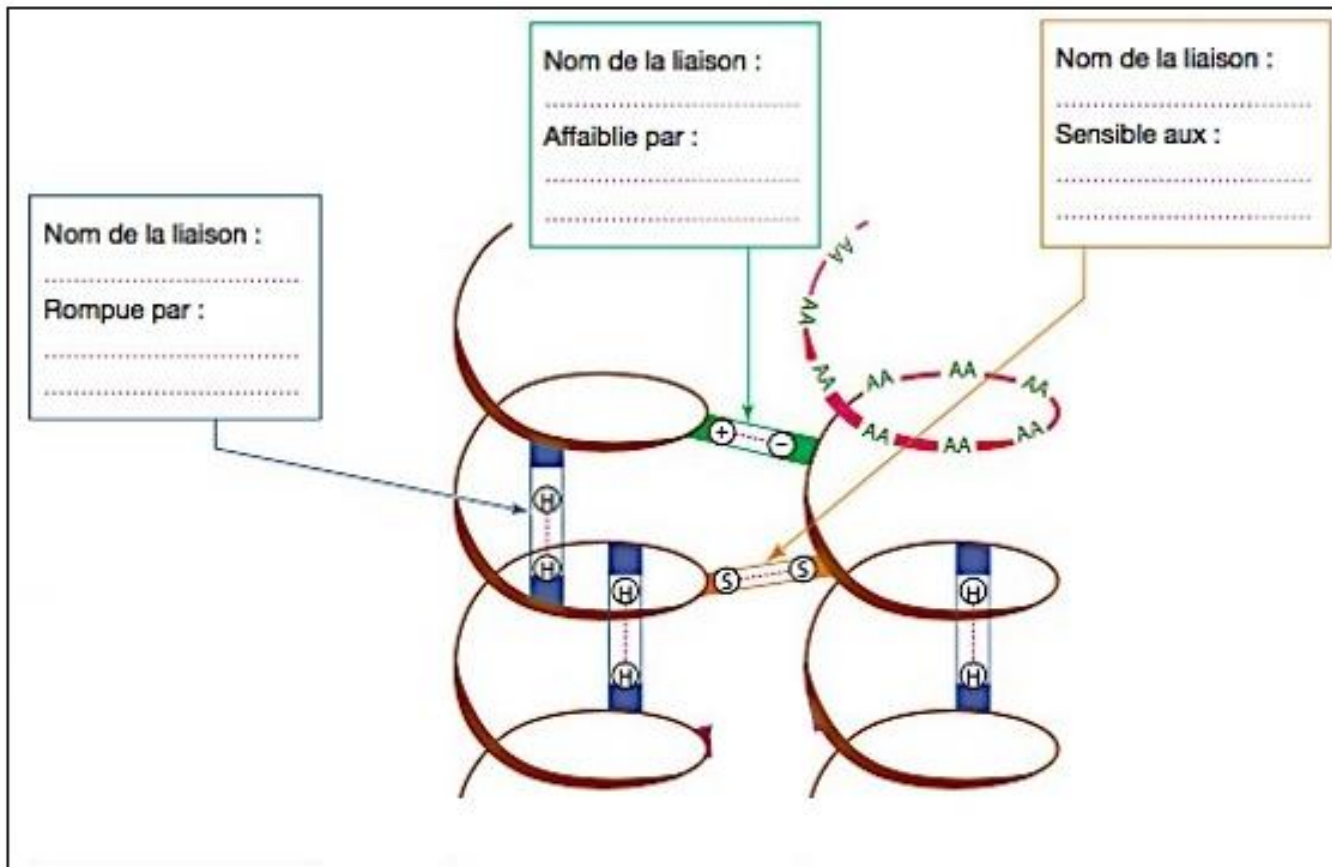 Nom de la liaison :
Affaiblie par :
Nom de la liaison :
Sensible aux :
Nom de la liaison :
Rompue par :
AA
AA
AA
AA
AA
AA
AA
AA
AA
+ −
H
H
S S
H
H
H
H